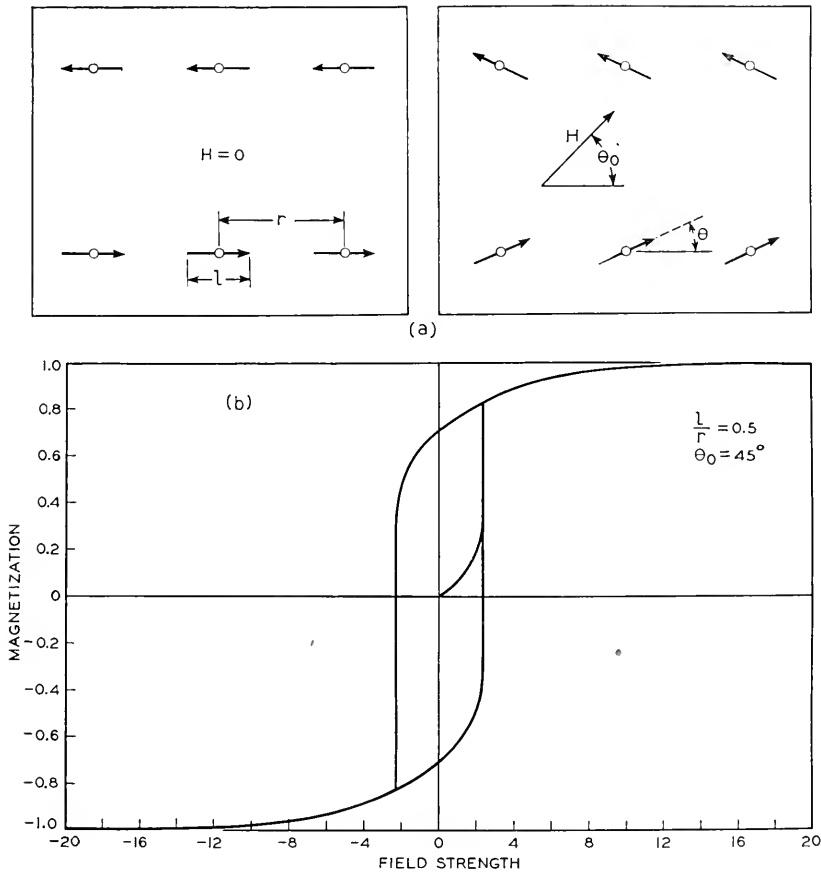 H = 0
r
l
H
θ0
θ
(a)
(b)
l/r = 0.5
θ0 = 45°
MAGNETIZATION
1.0
0.8
0.6
0.4
0.2
0
-0.2
-0.4
-0.6
-0.8
-1.0
-20 -16 -12 -8 -4 0 4 8 12 16 20
FIELD STRENGTH